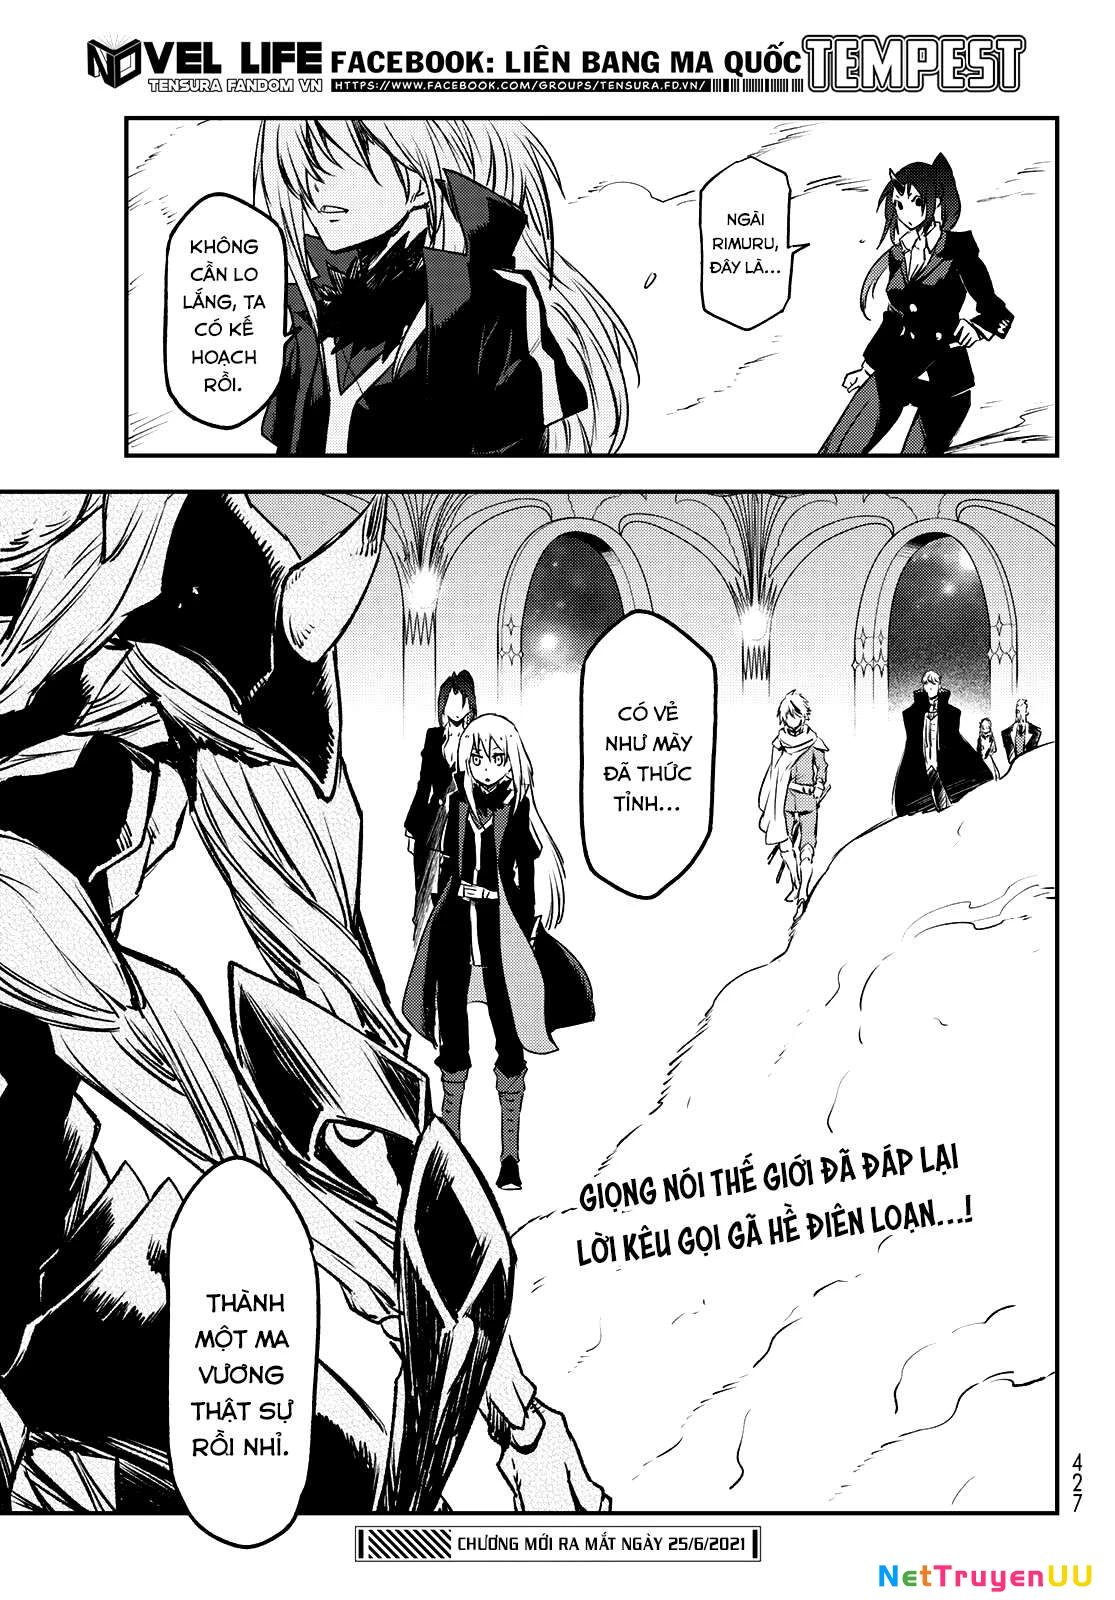 NOVEL LIFE
TENSURA FANDOM VN
FACEBOOK: LIÊN BANG MA QUỐC
HTTPS://WWW.FACEBOOK.COM/GROUPS/TENSURA.FD.VN/
TEMPEST
NGÀI
RIMURU,
ĐÂY LÀ...
KHÔNG
CẦN LO
LẮNG, TA
CÓ KẾ
HOẠCH
RỒI.
CÓ VẺ
NHƯ MÀY
ĐÃ THỨC
TỈNH...
GIỌNG NÓI THẾ GIỚI ĐÃ ĐÁP LẠI
LỜI KÊU GỌI GÃ HỀ ĐIÊN LOẠN...!
THÀNH
MỘT MA
VƯƠNG
THẬT SỰ
RỒI NHỈ.
427
CHƯƠNG MỚI RA MẮT NGÀY 25/6/2021
NetTruyenUU